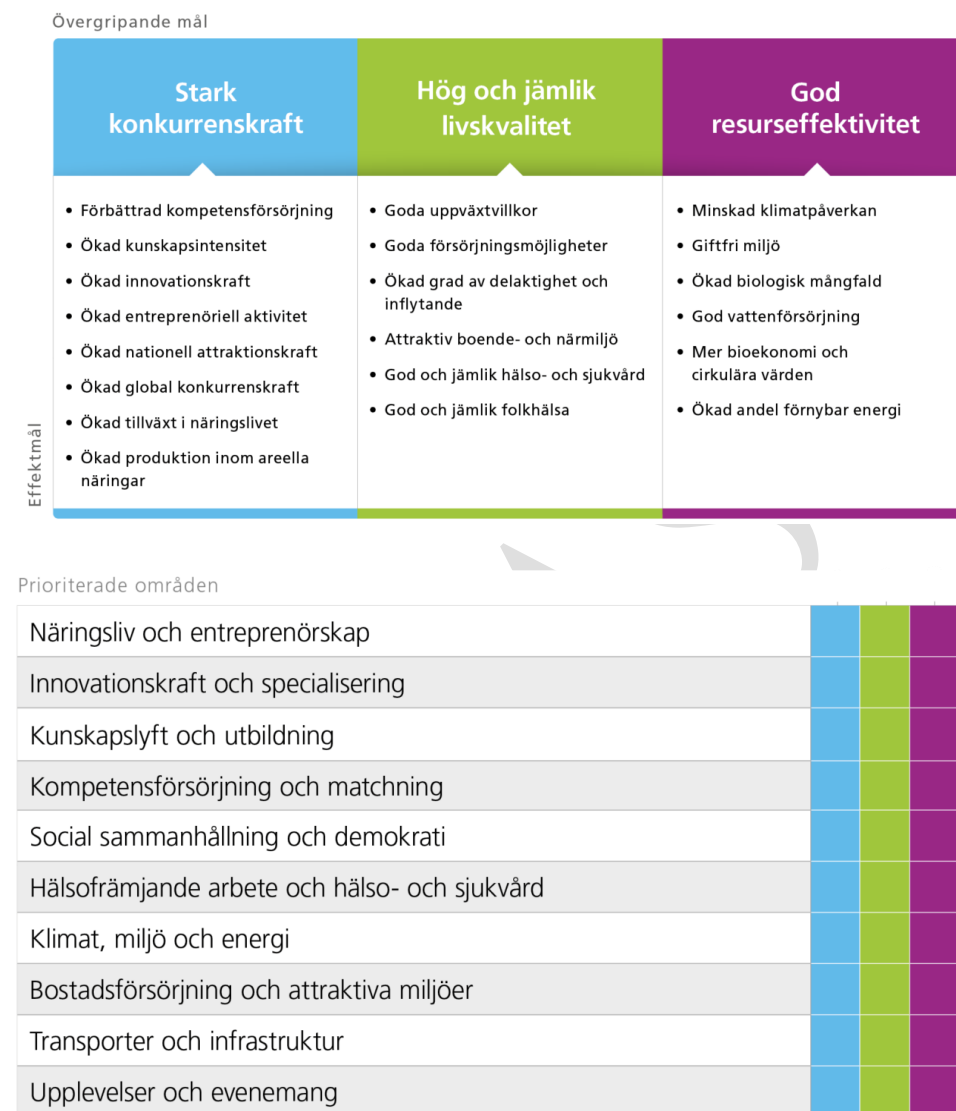 Övergripande mål
Stark
konkurrenskraft
Hög och jämlik
livskvalitet
God
resurseffektivitet
• Förbättrad kompetensförsörjning
• Ökad kunskapsintensitet
• Ökad innovationskraft
• Ökad entreprenöriell aktivitet
• Ökad nationell attraktionskraft
• Ökad global konkurrenskraft
• Ökad tillväxt i näringslivet
• Ökad produktion inom areella
näringar
• Goda uppväxtvillkor
• Goda försörjningsmöjligheter
• Ökad grad av delaktighet och
inflytande
• Attraktiv boende- och närmiljö
• God och jämlik hälso- och sjukvård
• God och jämlik folkhälsa
• Minskad klimatpåverkan
• Giftfri miljö
• Ökad biologisk mångfald
• God vattenförsörjning
• Mer bioekonomi och
cirkulära värden
• Ökad andel förnybar energi
Effektmål
Prioriterade områden
Näringsliv och entreprenörskap
Innovationskraft och specialisering
Kunskapslyft och utbildning
Kompetensförsörjning och matchning
Social sammanhållning och demokrati
Hälsofrämjande arbete och hälso- och sjukvård
Klimat, miljö och energi
Bostadsförsörjning och attraktiva miljöer
Transporter och infrastruktur
Upplevelser och evenemang